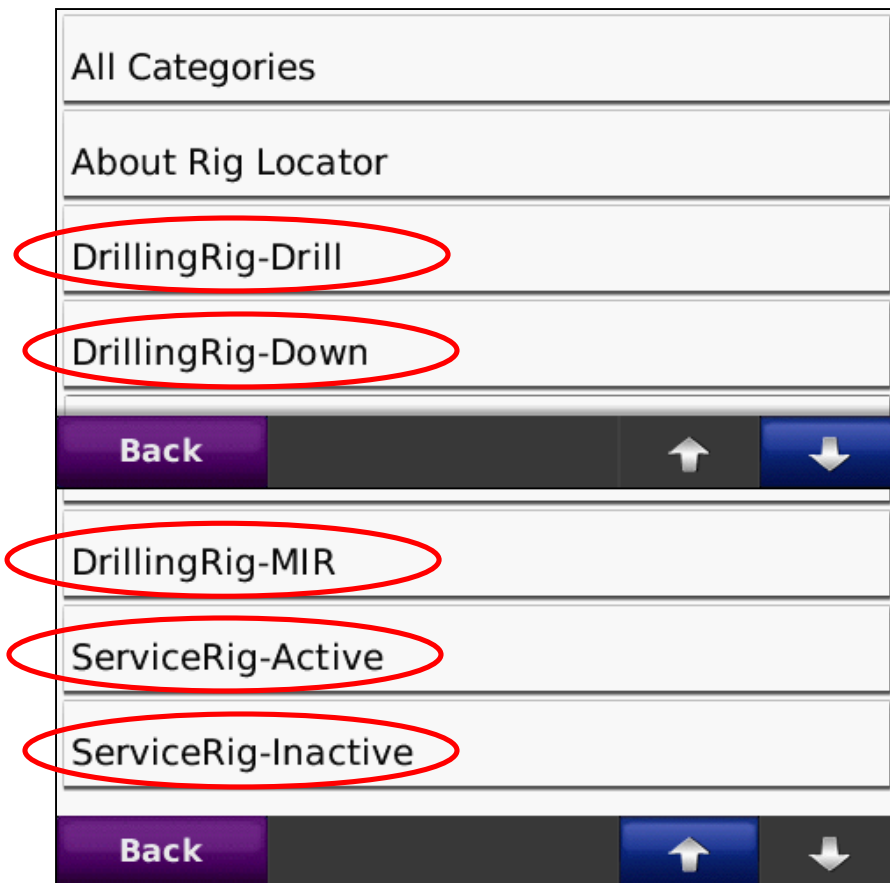 All Categories
About Rig Locator
DrillingRig-Drill
DrillingRig-Down
Back
DrillingRig-MIR
ServiceRig-Active
ServiceRig-Inactive
Back